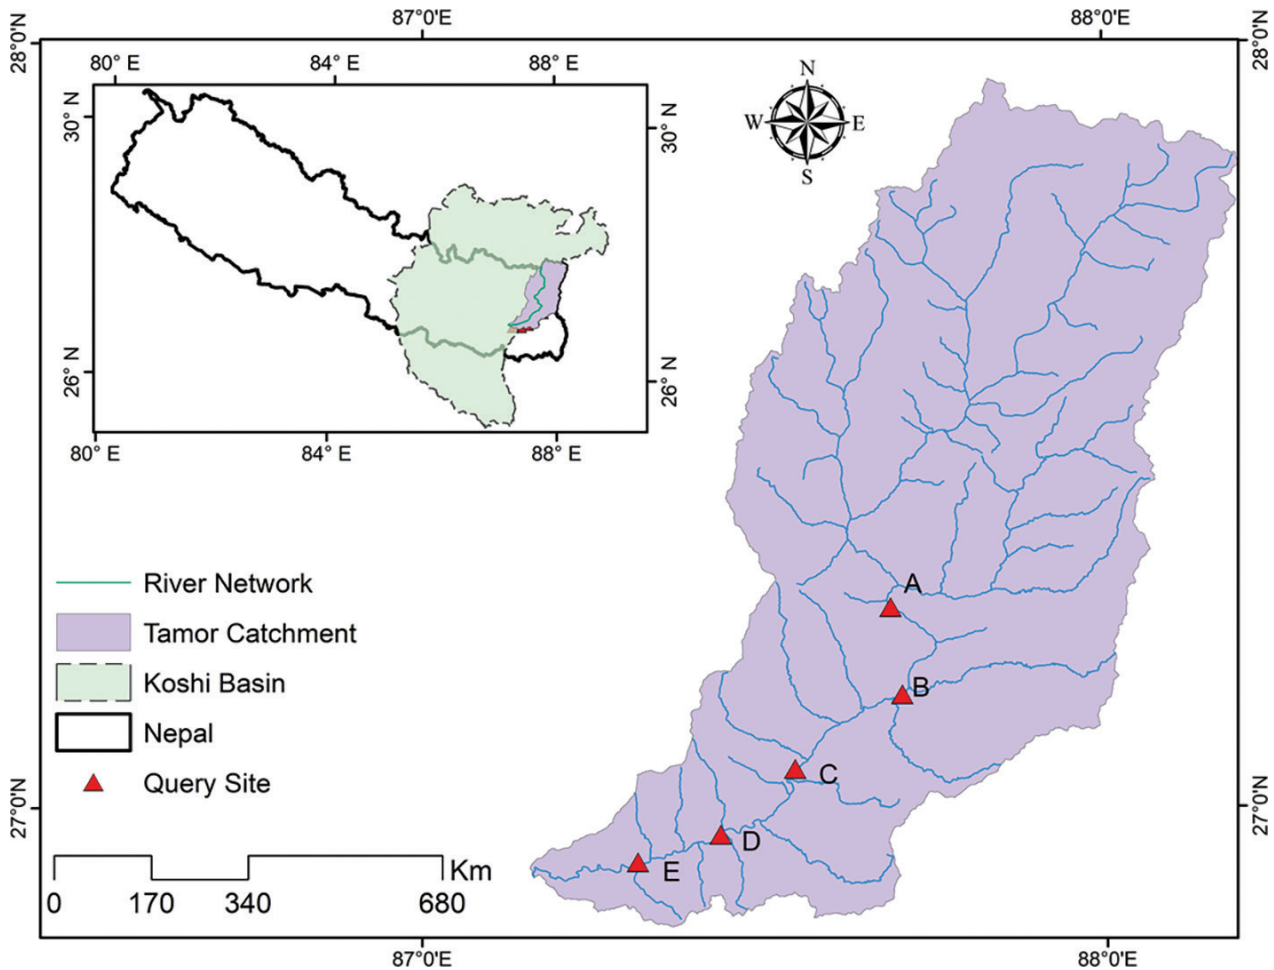 87°0'E
88°0'E
28°0'N
28°0'N
80° E
84° E
88° E
30° N
30° N
26° N
26° N
80° E
84° E
88° E
N
W
E
S
A
B
C
D
E
River Network
Tamor Catchment
Koshi Basin
Nepal
Query Site
Km
0 170 340 680
27°0'N
27°0'N
87°0'E
88°0'E